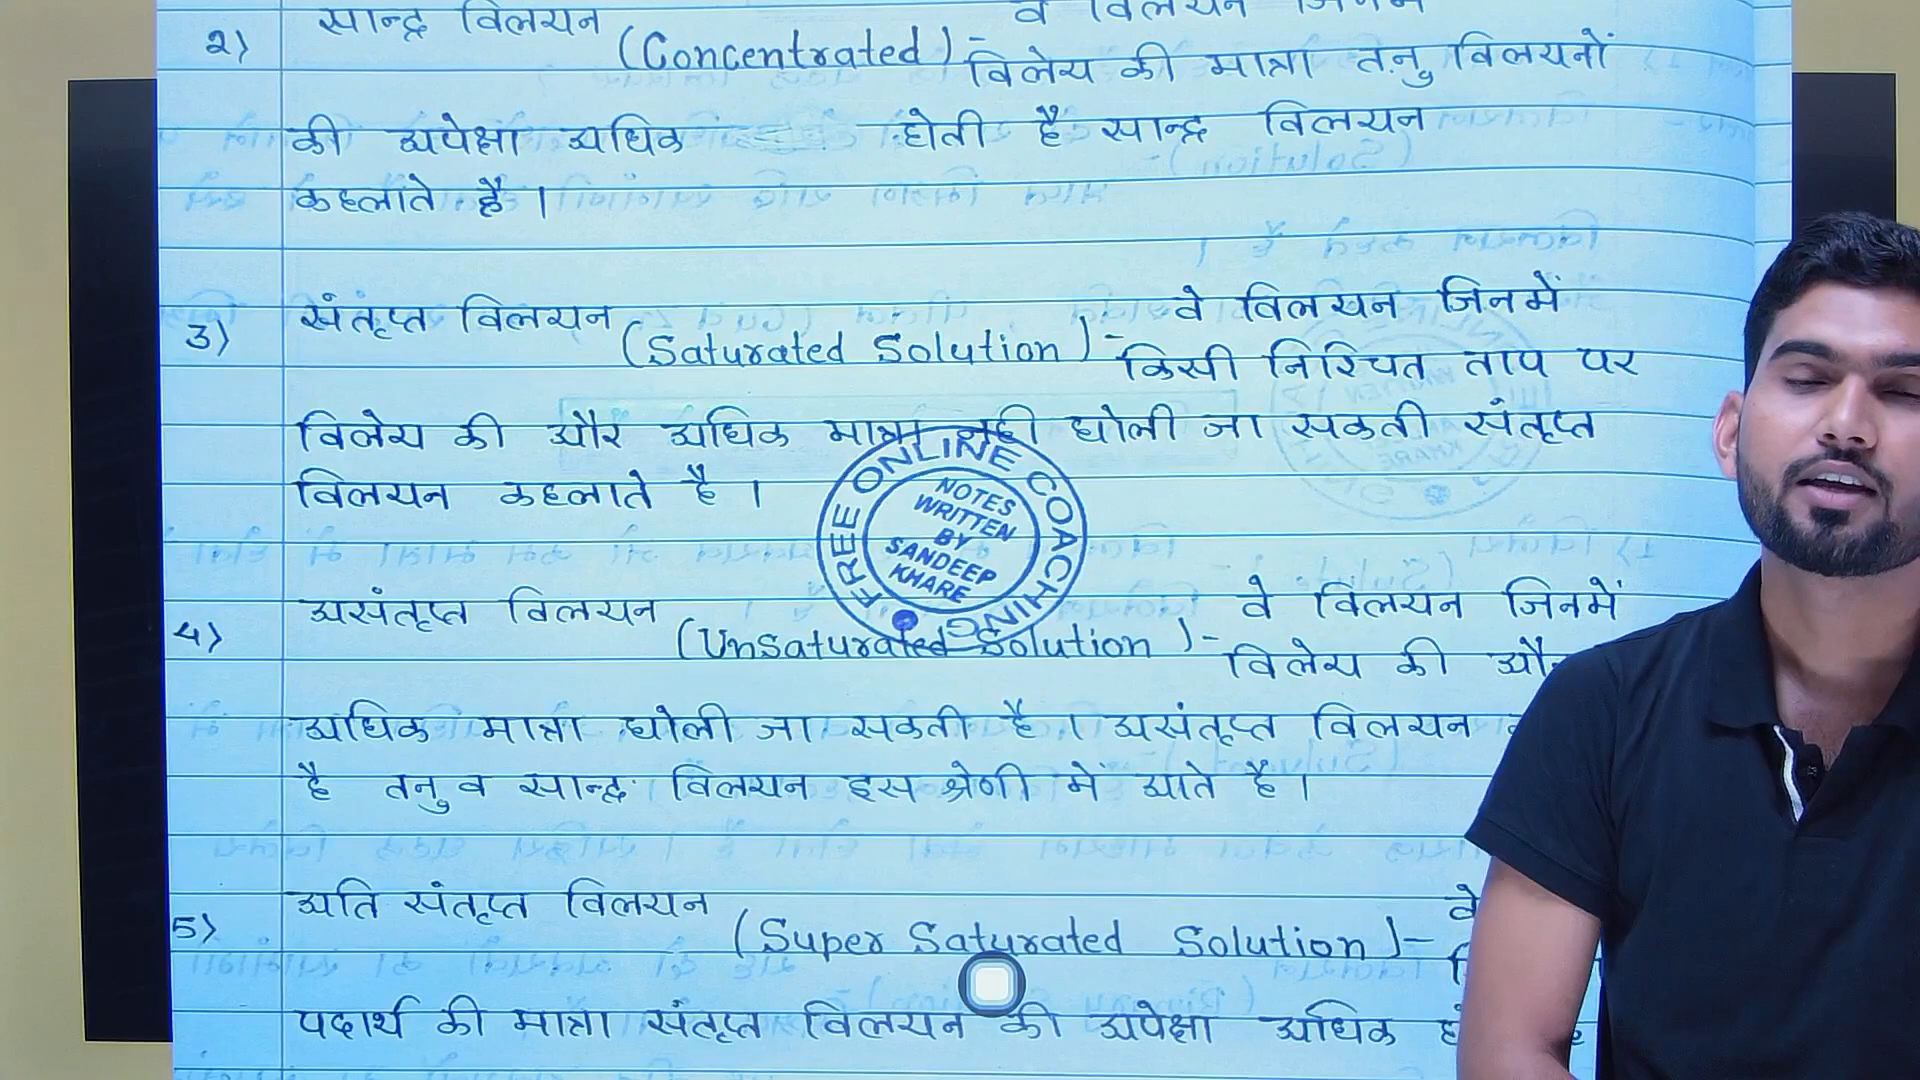 2) सान्द्र विलयन (Concentrated) - वे विलयन जिनमें
विलेय की मात्रा तनु विलयनों
की अपेक्षा अधिक होती है सान्द्र विलयन
कहलाते है ।
3) संतृप्त विलयन (Saturated Solution) - वे विलयन जिनमें
किसी निश्चित ताप पर
विलेय की और अधिक मात्रा नही घोली जा सकती संतृप्त
विलयन कहलाते है ।
FREE ONLINE COACHING
NOTES
WRITTEN
BY
SANDEEP
KHARE
4) असंतृप्त विलयन (Unsaturated Solution) - वे विलयन जिनमें
विलेय की
अधिक मात्रा घोली जा सकती है । असंतृप्त विलयन
है तनु व सान्द्र विलयन इस श्रेणी में आते है ।
5) अति संतृप्त विलयन (Super Saturated Solution) - वे
पदार्थ की मात्रा संतृप्त विलयन की अपेक्षा अधिक